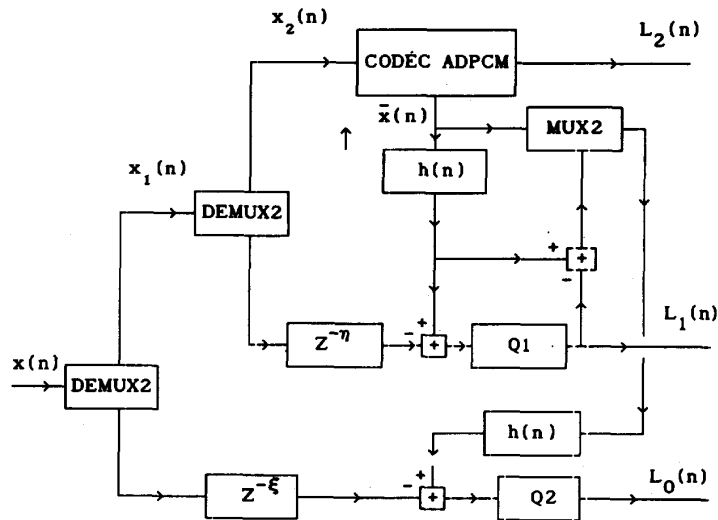 x₂(n)
L₂(n)
CODÉC ADPCM
x̄(n)
MUX2
h(n)
x₁(n)
DEMUX2
+
+
-
+
Z^-η
-
+
Q1
L₁(n)
x(n)
DEMUX2
h(n)
+
Z^-ξ
-
+
Q2
L₀(n)